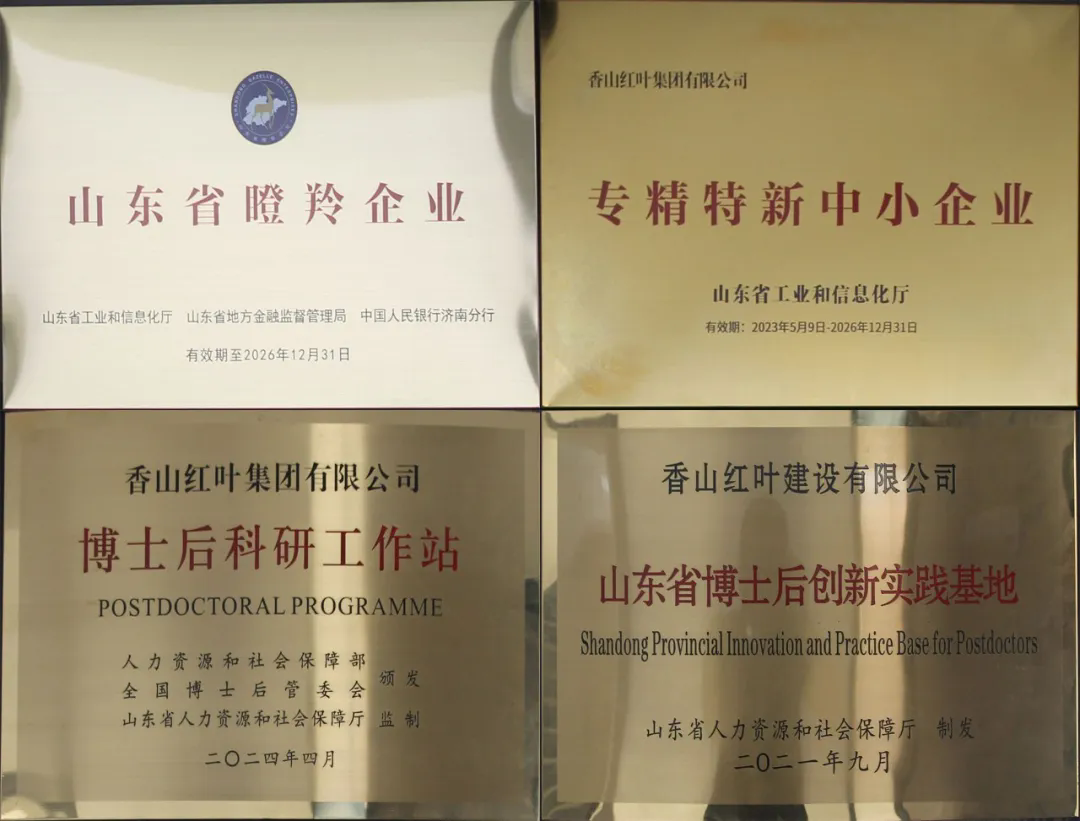 山东省瞪羚企业
山东省工业和信息化厅 山东省地方金融监督管理局 中国人民银行济南分行
有效期至2026年12月31日
香山红叶集团有限公司
专精特新中小企业
山东省工业和信息化厅
有效期：2023年5月9日-2026年12月31日
香山红叶集团有限公司
博士后科研工作站
POSTDOCTORAL PROGRAMME
人力资源和社会保障部
全国博士后管委会
颁发
山东省人力资源和社会保障厅 监制
二〇二四年四月
香山红叶建设有限公司
山东省博士后创新实践基地
Shandong Provincial Innovation and Practice Base for Postdoctors
山东省人力资源和社会保障厅 制发
二〇二一年九月